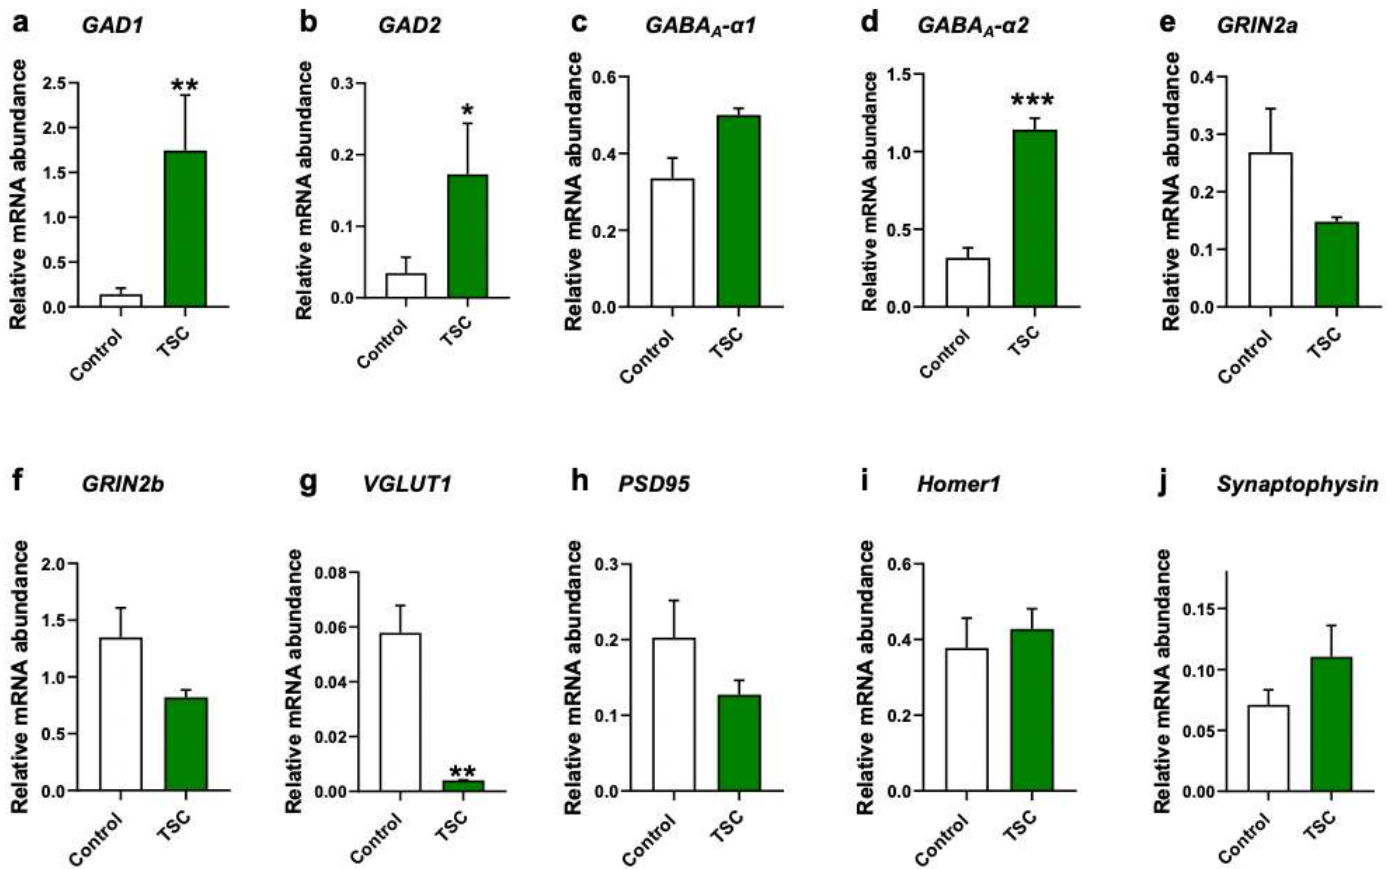 a GAD1
b GAD2
c GABAA-α1
d GABAA-α2
e GRIN2a
Relative mRNA abundance
2.5
2.0
1.5
1.0
0.5
0.0
**
Control
TSC
Relative mRNA abundance
0.3
0.2
0.1
0.0
*
Control
TSC
Relative mRNA abundance
0.6
0.4
0.2
0.0
Control
TSC
Relative mRNA abundance
1.5
1.0
0.5
0.0
***
Control
TSC
Relative mRNA abundance
0.4
0.3
0.2
0.1
0.0
Control
TSC
f GRIN2b
g VGLUT1
h PSD95
i Homer1
j Synaptophysin
Relative mRNA abundance
2.0
1.5
1.0
0.5
0.0
Control
TSC
Relative mRNA abundance
0.08
0.06
0.04
0.02
0.00
**
Control
TSC
Relative mRNA abundance
0.3
0.2
0.1
0.0
Control
TSC
Relative mRNA abundance
0.6
0.4
0.2
0.0
Control
TSC
Relative mRNA abundance
0.15
0.10
0.05
0.00
Control
TSC